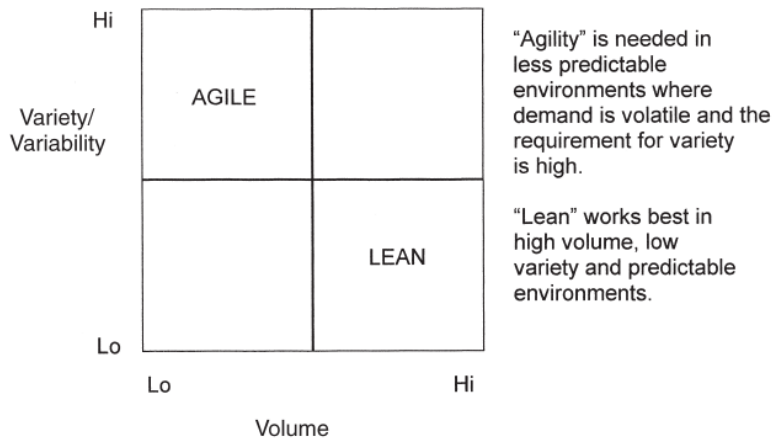 Hi
Variety/
Variability
AGILE
LEAN
Lo
Lo
Hi
Volume
“Agility” is needed in
less predictable
environments where
demand is volatile and the
requirement for variety
is high.
“Lean” works best in
high volume, low
variety and predictable
environments.